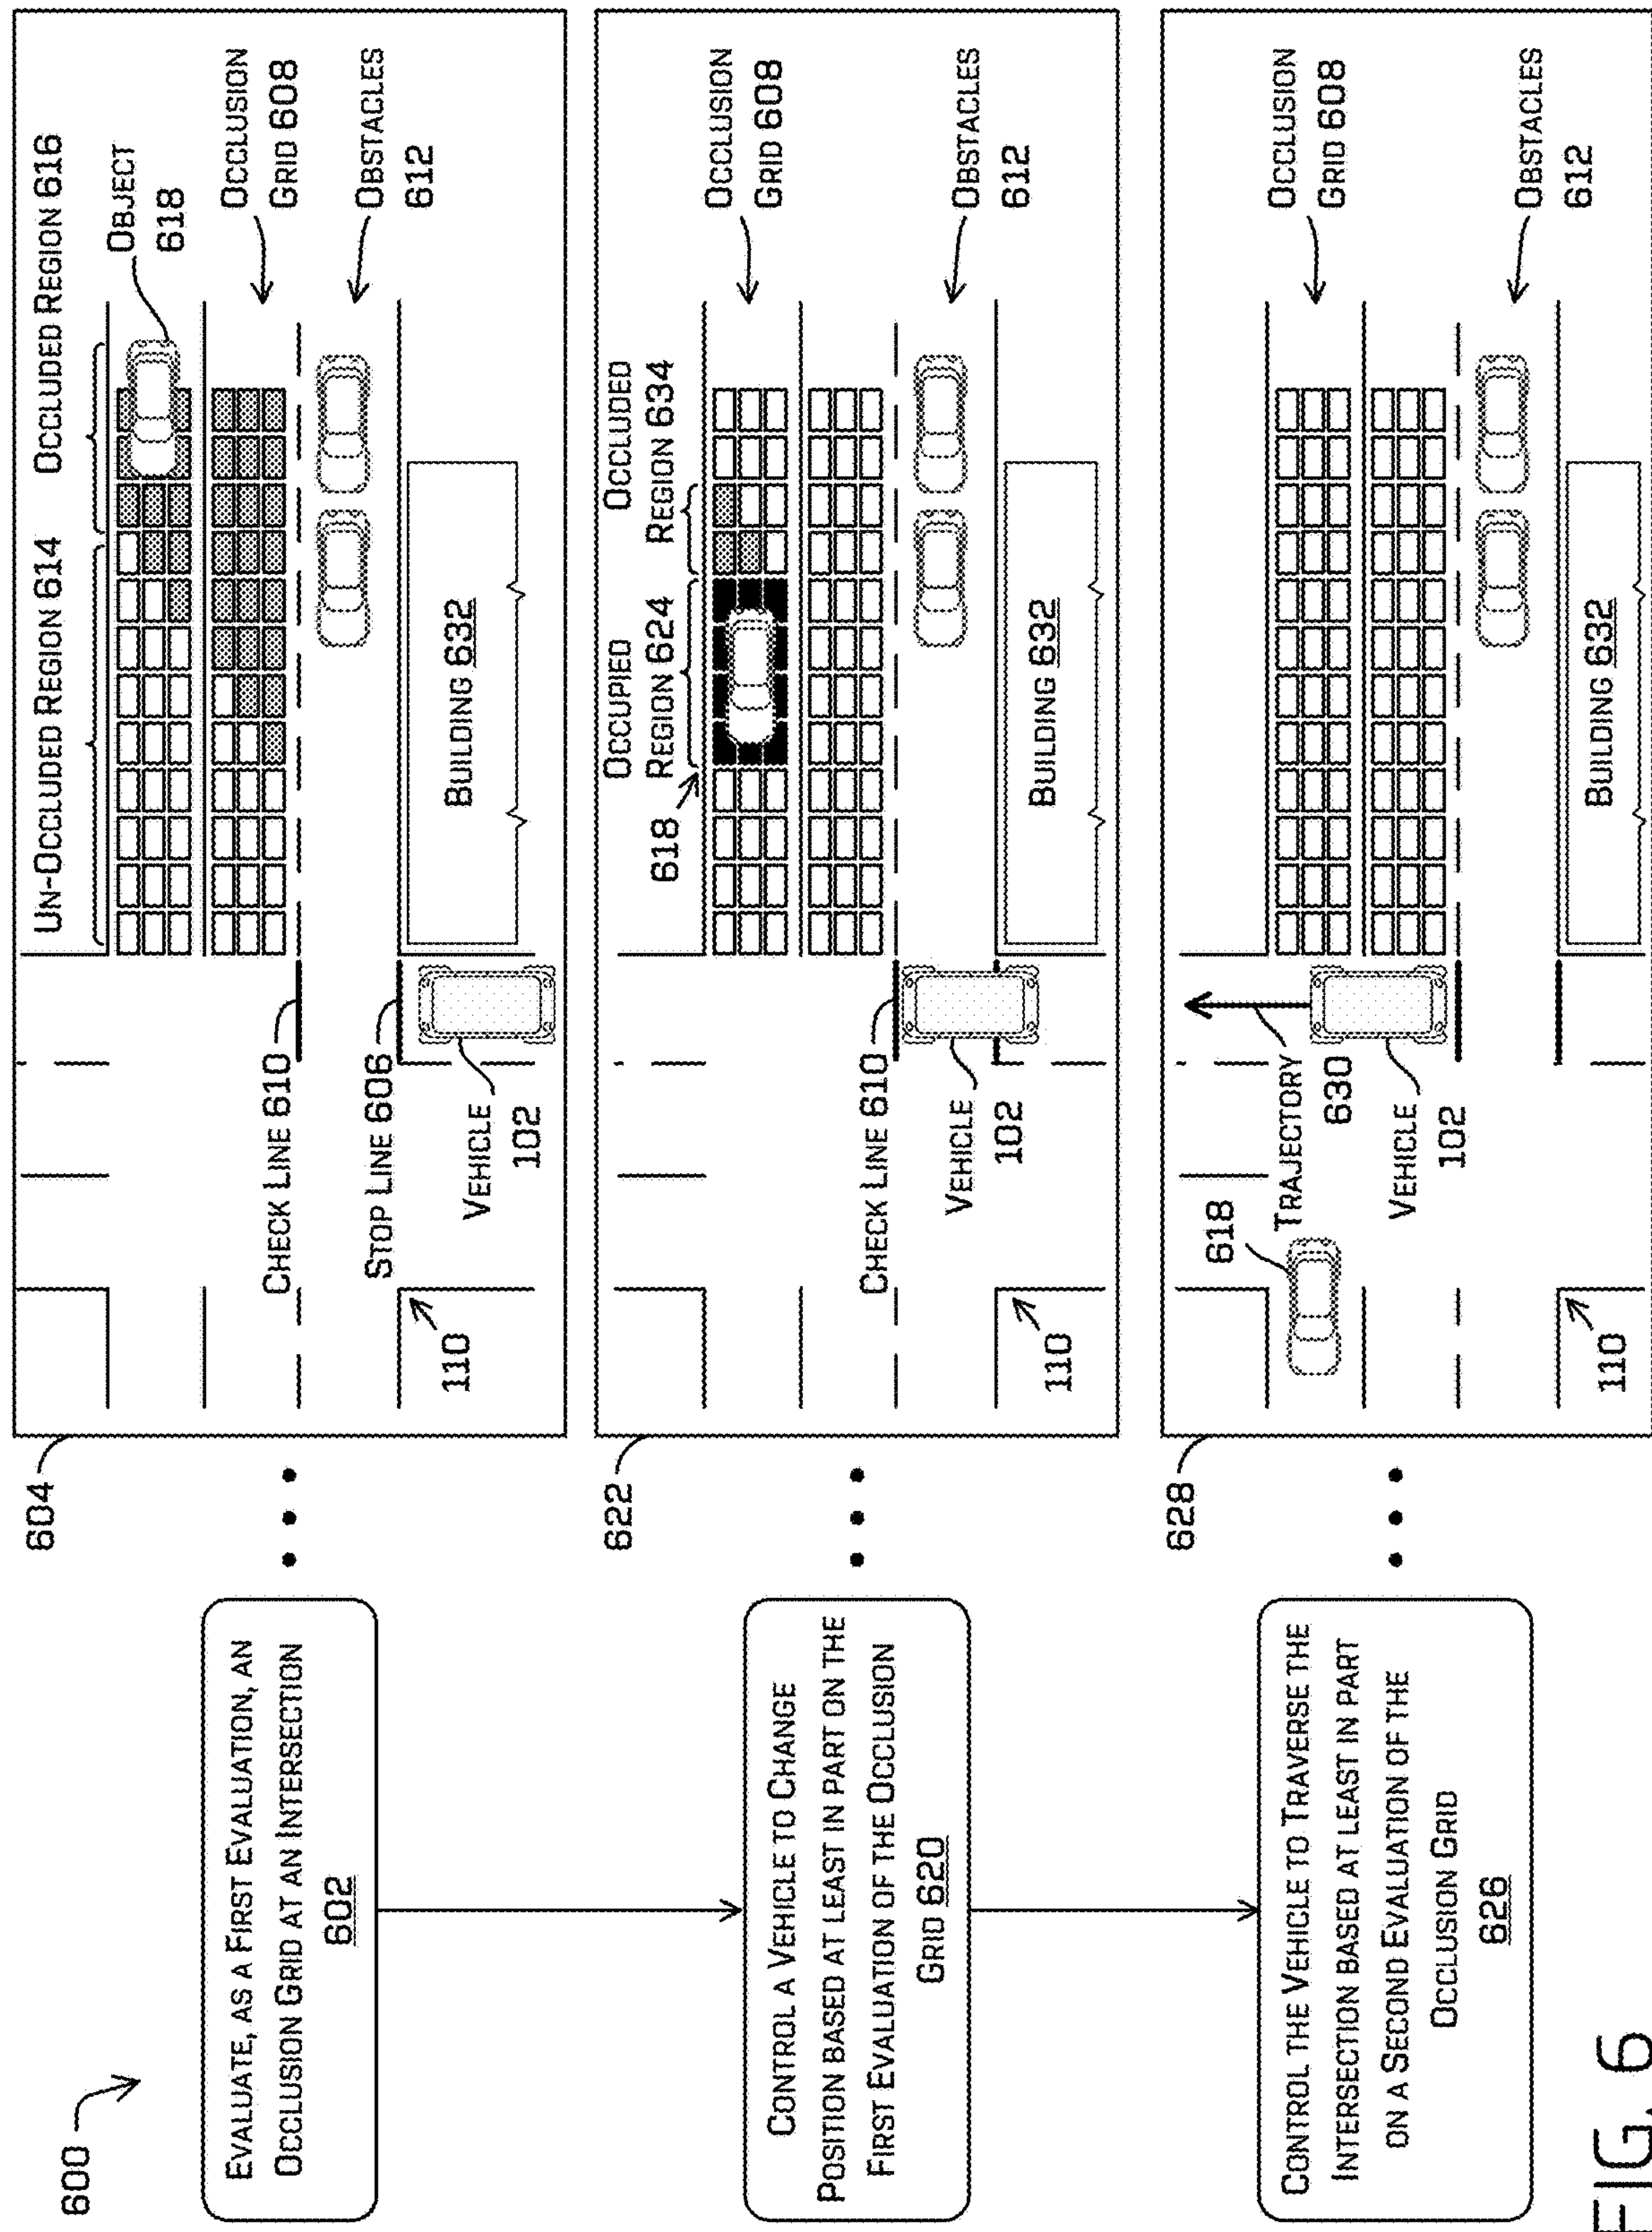 600
EVALUATE, AS A FIRST EVALUATION, AN
OCCLUSION GRID AT AN INTERSECTION
602
604
UN-OCCLUDED REGION 614
OCCLUDED REGION 616
OBJECT
618
OCCLUSION
GRID 608
OBSTACLES
612
CHECK LINE 610
STOP LINE 606
VEHICLE
102
110
BUILDING 632
CONTROL A VEHICLE TO CHANGE
POSITION BASED AT LEAST IN PART ON THE
FIRST EVALUATION OF THE OCCLUSION
GRID 620
622
618
OCCUPIED
REGION 624
OCCLUDED
REGION 634
OCCLUSION
GRID 608
OBSTACLES
612
CHECK LINE 610
VEHICLE
102
110
BUILDING 632
CONTROL THE VEHICLE TO TRAVERSE THE
INTERSECTION BASED AT LEAST IN PART
ON A SECOND EVALUATION OF THE
OCCLUSION GRID
626
628
618
TRAJECTORY
630
VEHICLE
102
OCCLUSION
GRID 608
OBSTACLES
612
110
BUILDING 632
FIG. 6